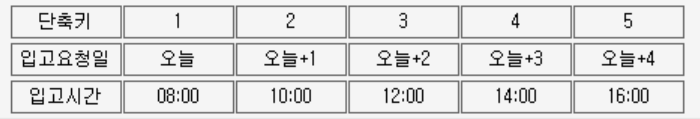 단축키 1 2 3 4 5
입고요청일 오늘 오늘+1 오늘+2 오늘+3 오늘+4
입고시간 08:00 10:00 12:00 14:00 16:00